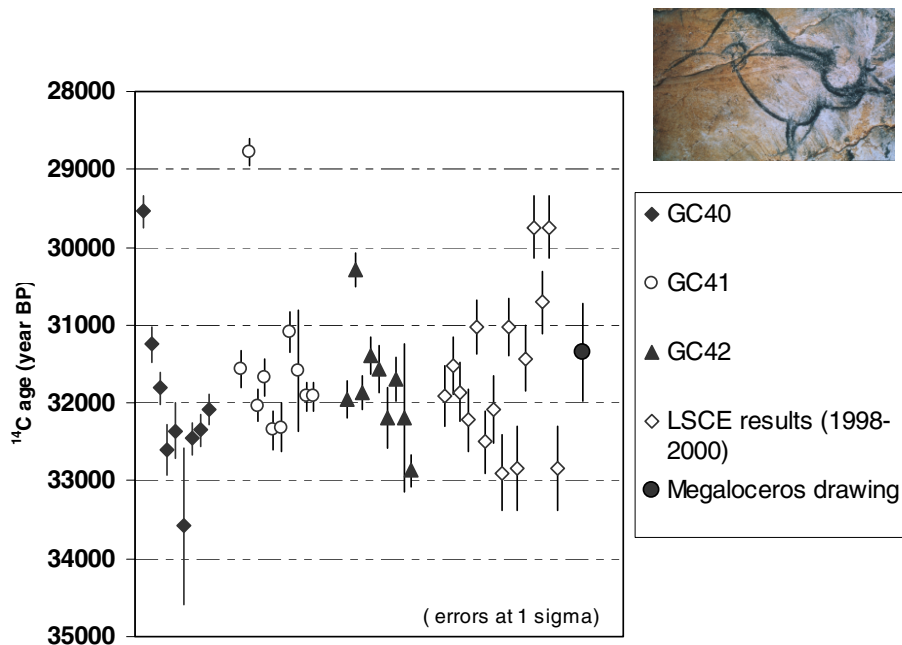 28000
29000
30000
31000
32000
33000
34000
35000
¹⁴C age (year BP)
( errors at 1 sigma)
GC40
GC41
GC42
LSCE results (1998-
2000)
Megaloceros drawing